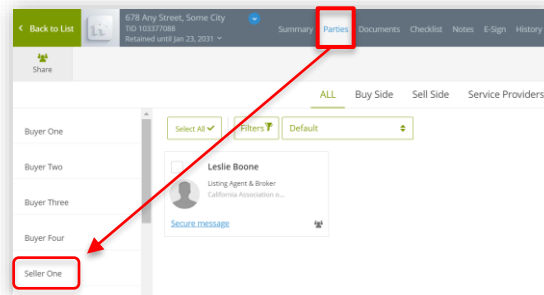 Back to List
678 Any Street, Some City
TID 103377088
Retained until Jan 23, 2031
Summary Parties Documents Checklist Notes E-Sign History
Share
ALL Buy Side Sell Side Service Providers
Select All Filters Default
Buyer One
Buyer Two
Buyer Three
Buyer Four
Seller One
Leslie Boone
Listing Agent & Broker
California Association o...
Secure message